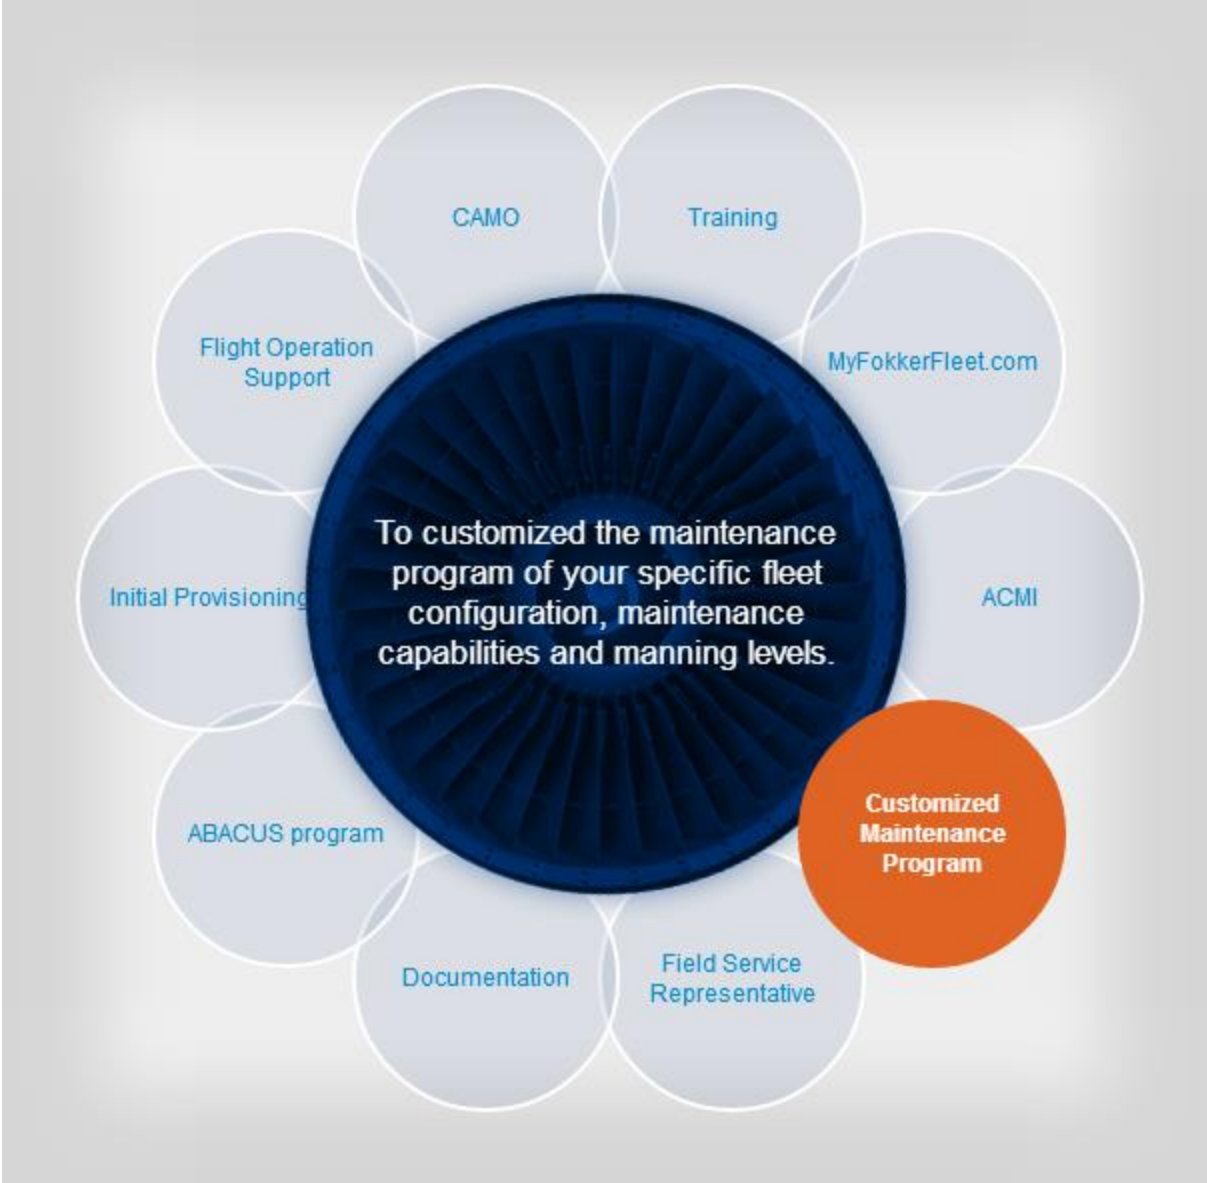 CAMO
Training
Flight Operation
Support
MyFokkerFleet.com
To customized the maintenance
program of your specific fleet
configuration, maintenance
capabilities and manning levels.
Initial Provisioning
ACMI
Customized
Maintenance
Program
ABACUS program
Documentation
Field Service
Representative